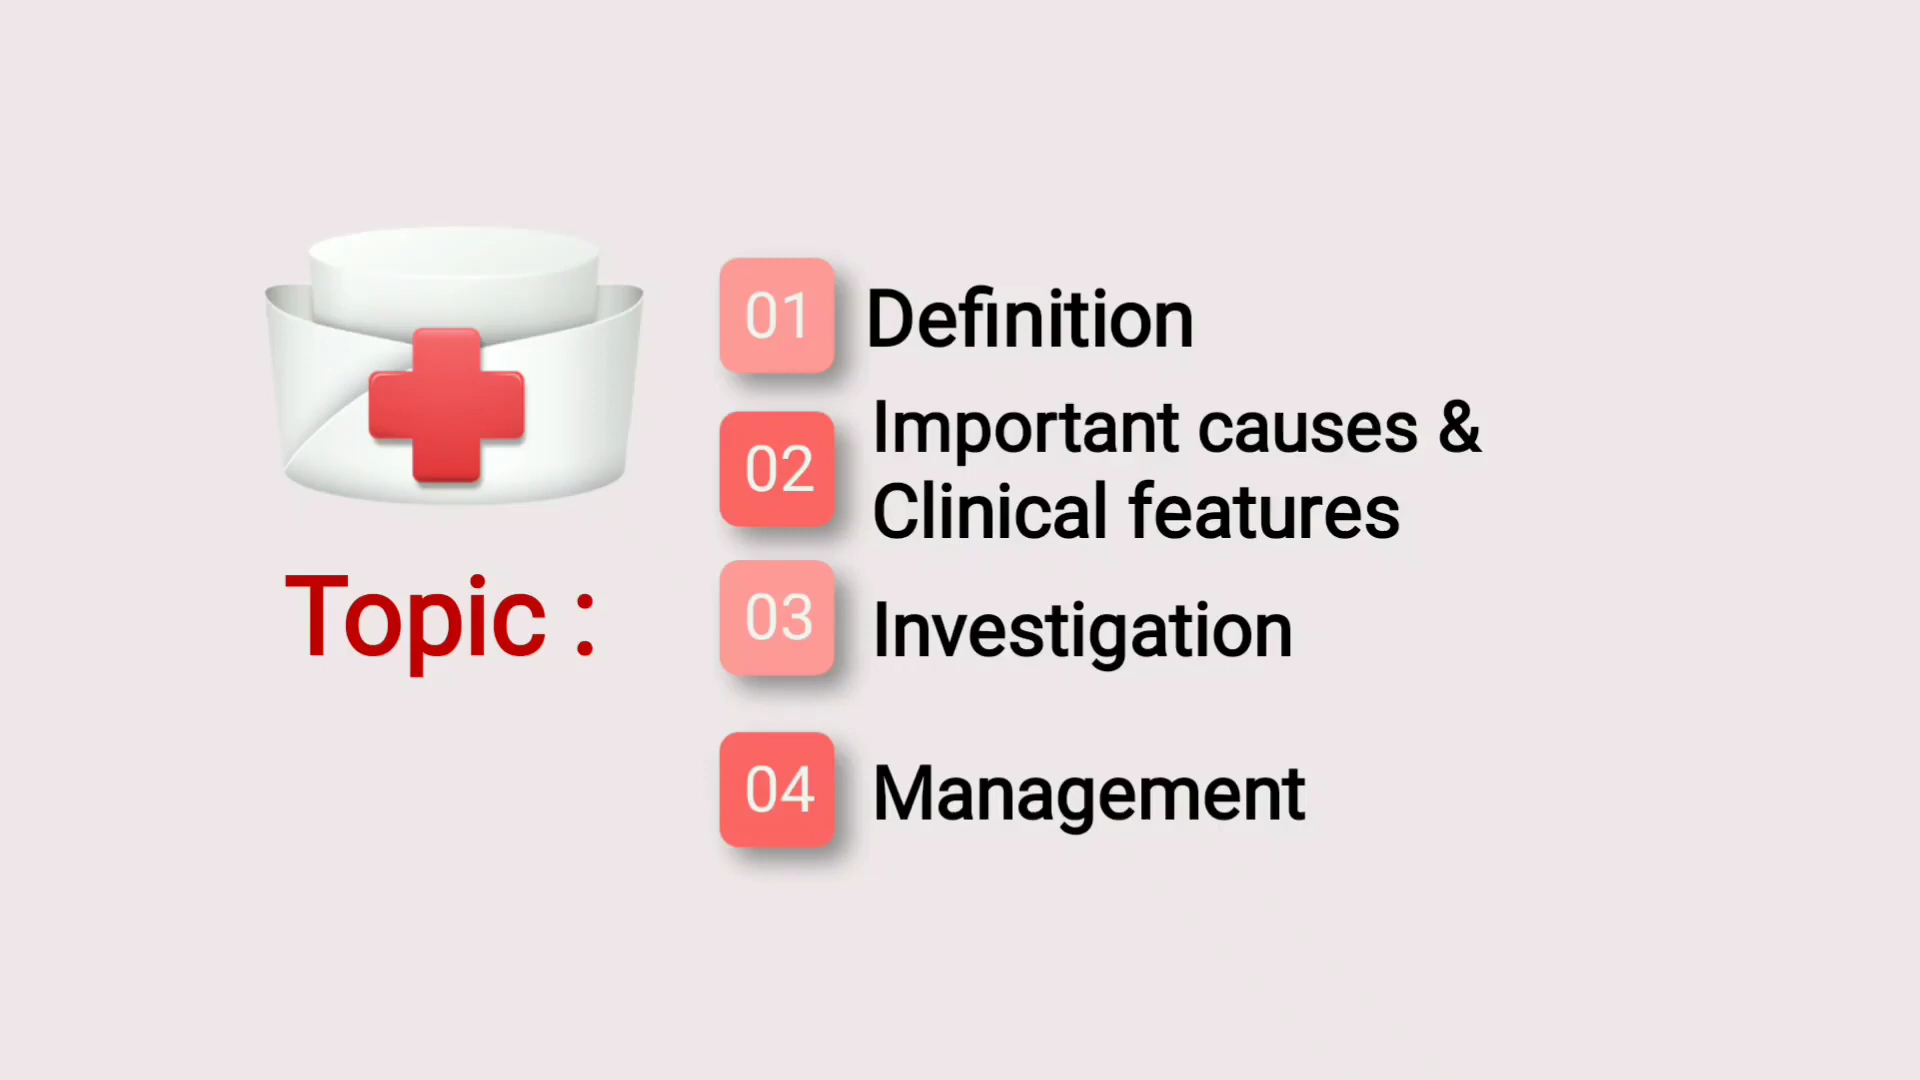 Topic :
01 Definition
02 Important causes &
Clinical features
03 Investigation
04 Management